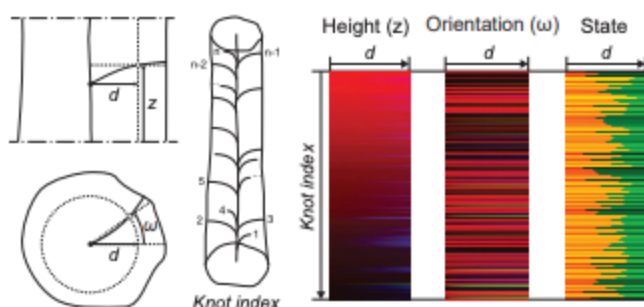 Height (z) Orientation (ω) State
d d d
Knot index
d
z
n
n-1
n-2
5
4
2
3
1
ω
d
Knot index